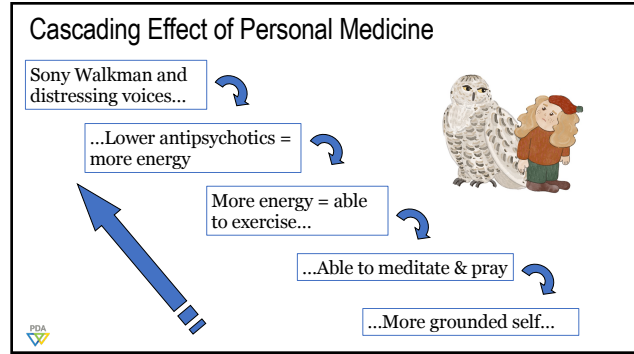 Cascading Effect of Personal Medicine
Sony Walkman and
distressing voices...
...Lower antipsychotics =
more energy
More energy = able
to exercise...
...Able to meditate & pray
...More grounded self...
PDA